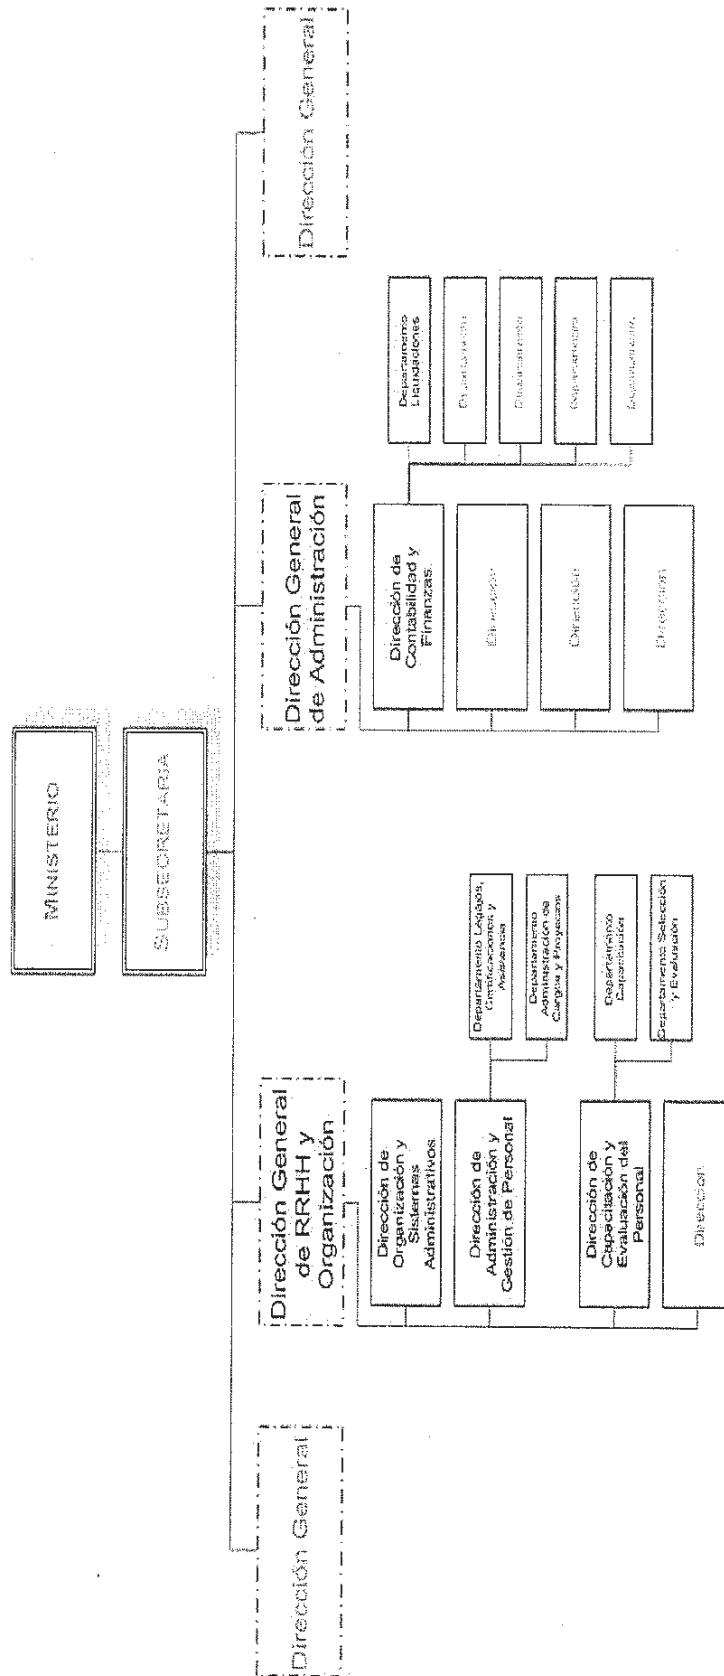 MINISTERIO
SUBSECRETARIA
Dirección General
Dirección General
de RRHH y
Organización
Dirección General
de Administración
Dirección General
Dirección de
Organización y
Sistemas
Administrativos.
Dirección de
Administración y
Gestión de Personal
Departamento Legajos,
Certificaciones y
Asistencia
Departamento
Administración de
Cargos y Proyectos
Dirección de
Capacitación y
Evaluación del
Personal
Departamento
Capacitación
Departamento Selección
y Evaluación
Dirección
Dirección de
Contabilidad y
Finanzas.
Dirección
Dirección
Dirección
Departamento
Liquidaciones
Departamento
Departamento
Departamento
Departamento